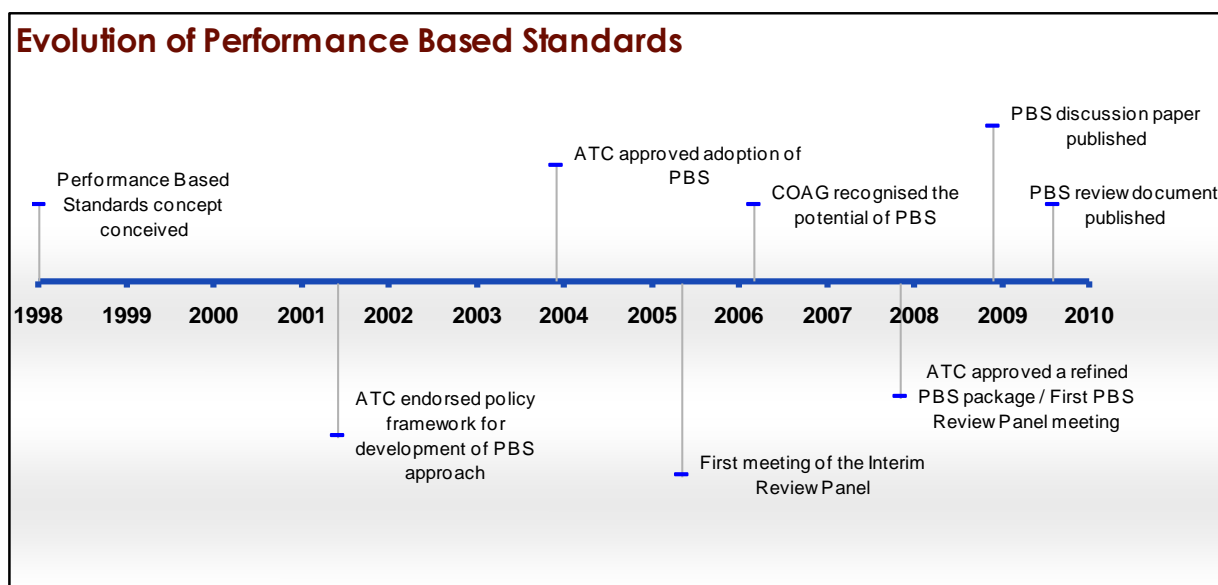 Evolution of Performance Based Standards
PBS discussion paper
published
ATC approved adoption of
PBS
Performance Based
Standards concept
conceived
COAG recognised the
potential of PBS
PBS review document
published
1998 1999 2000 2001 2002 2003 2004 2005 2006 2007 2008 2009 2010
ATC endorsed policy
framework for
development of PBS
approach
ATC approved a refined
PBS package / First PBS
Review Panel meeting
First meeting of the Interim
Review Panel